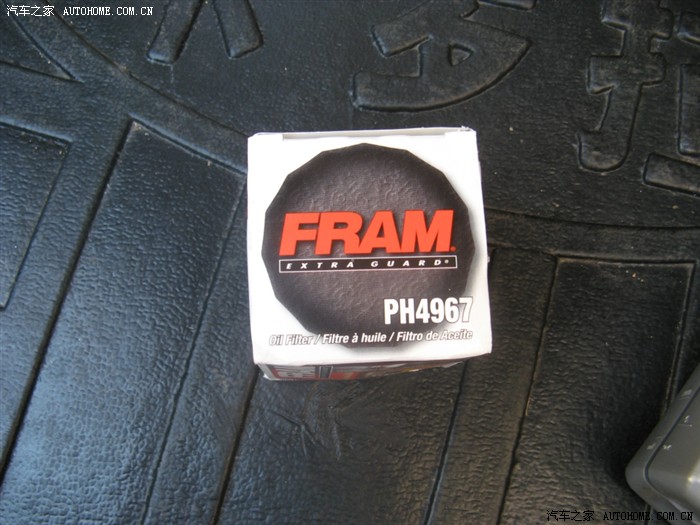 汽车之家 AUTOHOME.COM.CN
FRAM®
EXTRA GUARD®
PH4967
Oil Filter / Filtre à huile / Filtro de Aceite
汽车之家 AUTOHOME.COM.CN